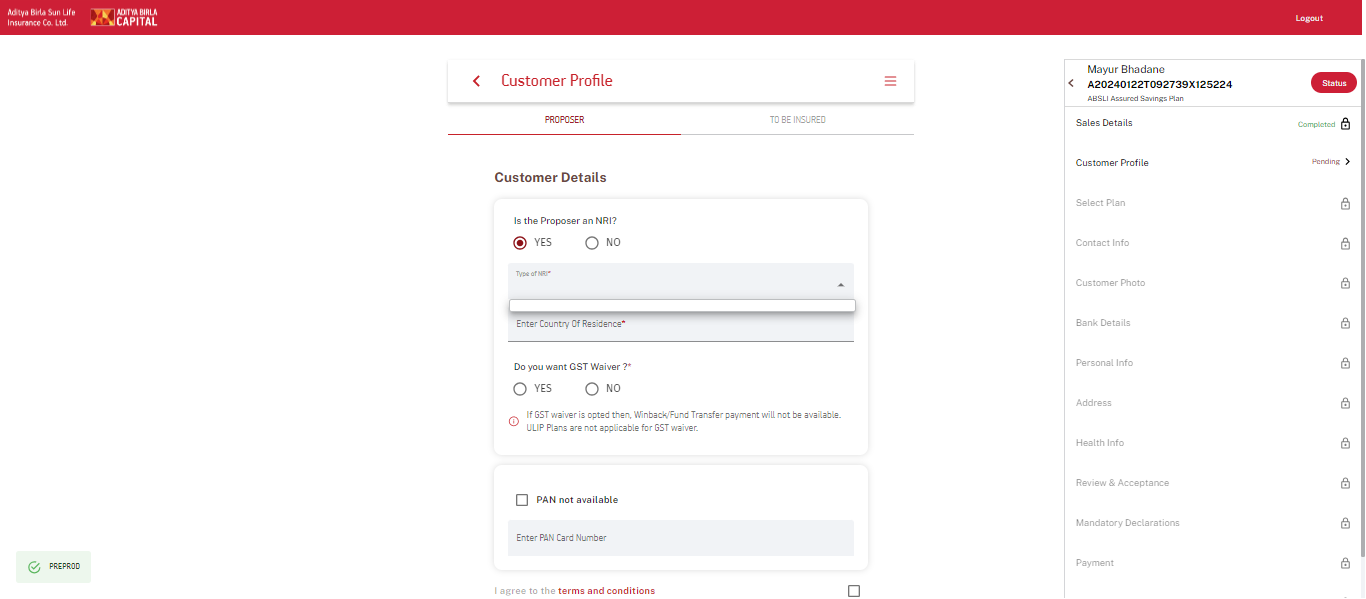 Aditya Birla Sun Life
Insurance Co. Ltd.
ADITYA BIRLA
CAPITAL
Logout
Customer Profile
PROPOSER
TO BE INSURED
Customer Details
Is the Proposer an NRI?
YES
NO
Type of NRI*
Enter Country Of Residence*
Do you want GST Waiver ?*
YES
NO
If GST waiver is opted then, Winback/Fund Transfer payment will not be available.
ULIP Plans are not applicable for GST waiver.
PAN not available
Enter PAN Card Number
I agree to the terms and conditions
PREPROD
Mayur Bhadane
A20240122T092739X125224
ABSLI Assured Savings Plan
Status
Sales Details
Completed
Customer Profile
Pending
Select Plan
Contact Info
Customer Photo
Bank Details
Personal Info
Address
Health Info
Review & Acceptance
Mandatory Declarations
Payment